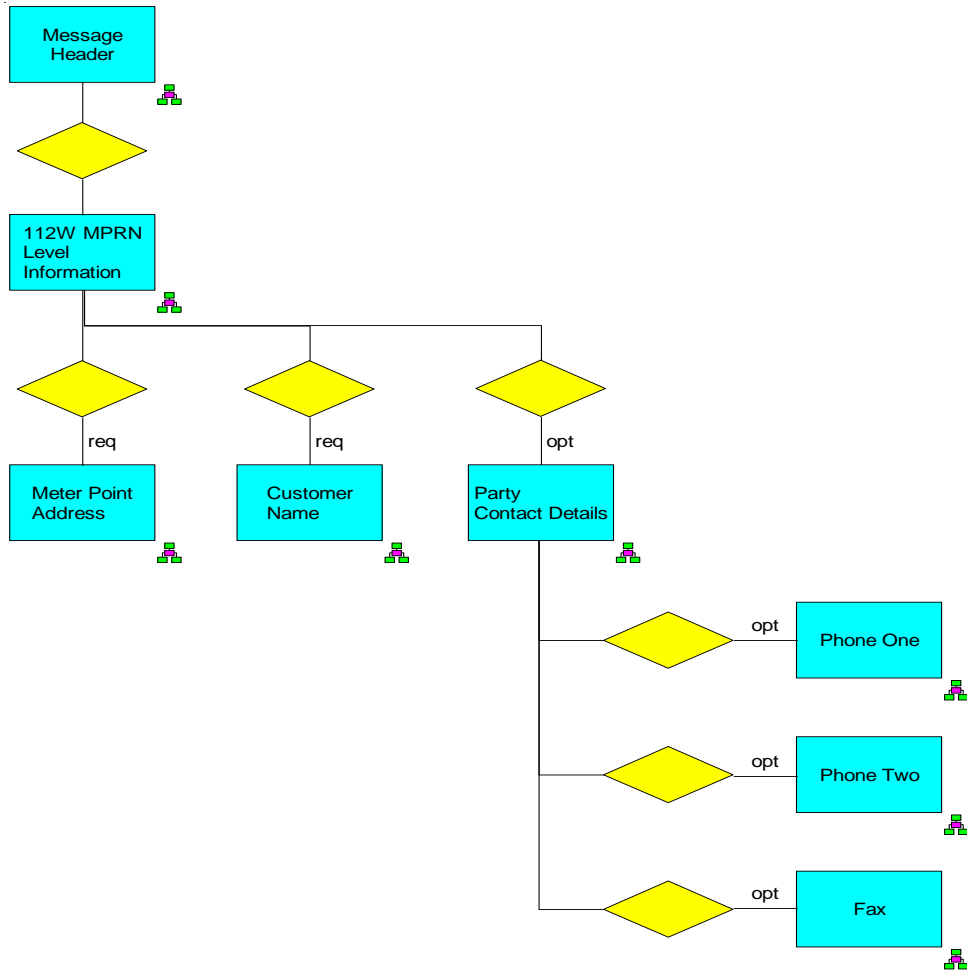 Message
Header
112W MPRN
Level
Information
req
req
opt
Meter Point
Address
Customer
Name
Party
Contact Details
opt
Phone One
opt
Phone Two
opt
Fax